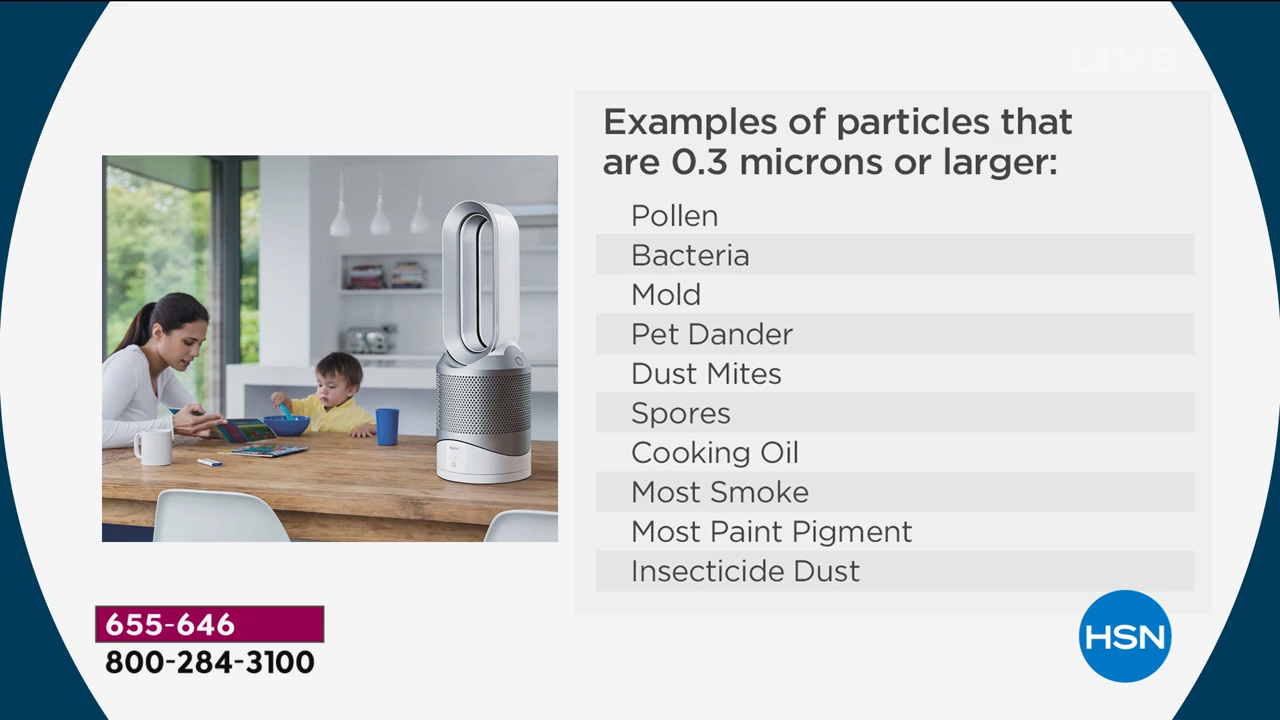 LIVE
Examples of particles that
are 0.3 microns or larger:
Pollen
Bacteria
Mold
Pet Dander
Dust Mites
Spores
Cooking Oil
Most Smoke
Most Paint Pigment
Insecticide Dust
655-646
800-284-3100
HSN